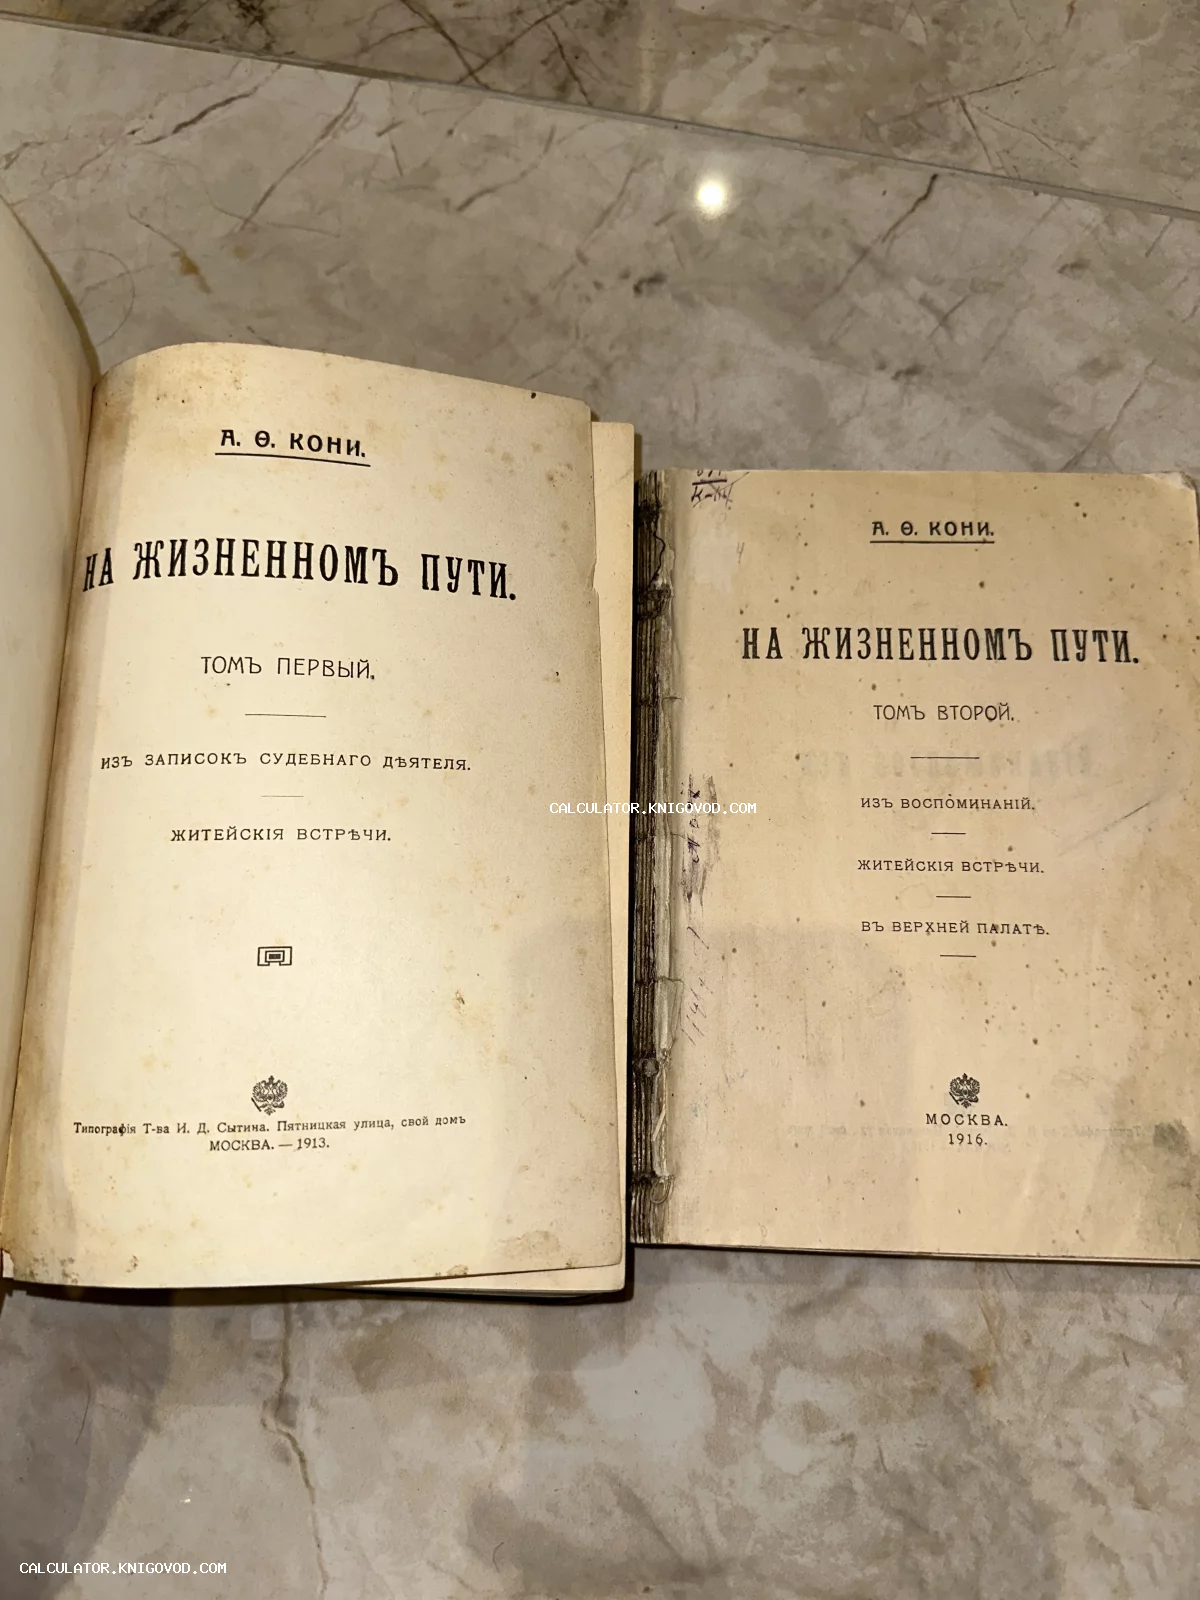 А. Ѳ. КОНИ.
НА ЖИЗНЕННОМЪ ПУТИ.
ТОМЪ ПЕРВЫЙ.
ИЗЪ ЗАПИСОКЪ СУДЕБНАГО ДѢЯТЕЛЯ.
ЖИТЕЙСКІЯ ВСТРѢЧИ.
Типографія Т-ва И. Д. Сытина. Пятницкая улица, свой домъ
МОСКВА. — 1913.
А. Ѳ. КОНИ.
НА ЖИЗНЕННОМЪ ПУТИ.
ТОМЪ ВТОРОЙ.
ИЗЪ ВОСПОМИНАНІЙ.
ЖИТЕЙСКІЯ ВСТРѢЧИ.
ВЪ ВЕРХНЕЙ ПАЛАТѢ.
МОСКВА.
1916.
CALCULATOR.KNIGOVOD.COM
CALCULATOR.KNIGOVOD.COM